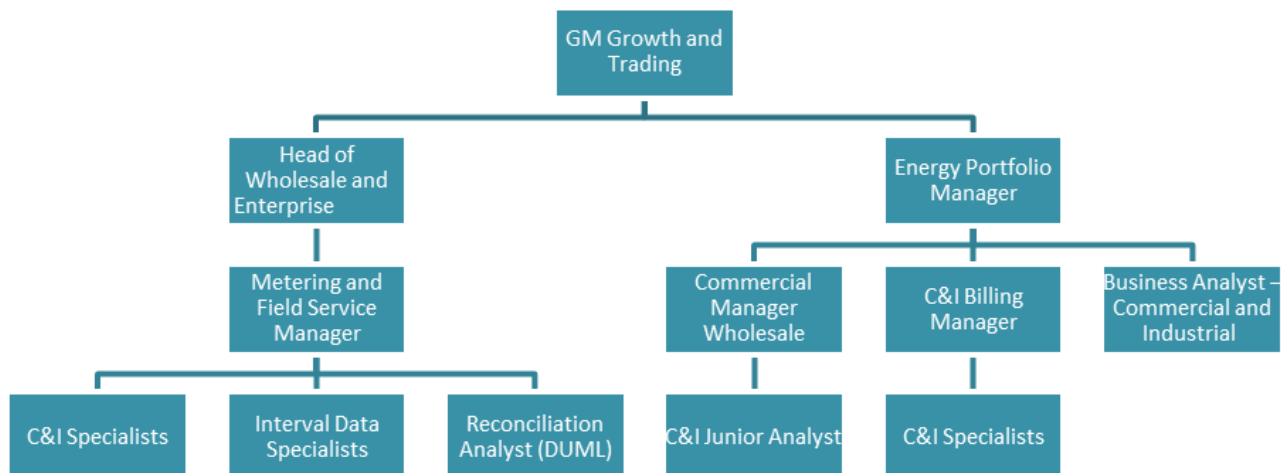 GM Growth and
Trading
Head of
Wholesale and
Enterprise
Energy Portfolio
Manager
Metering and
Field Service
Manager
Commercial
Manager
Wholesale
C&I Billing
Manager
Business Analyst –
Commercial and
Industrial
C&I Specialists
Interval Data
Specialists
Reconciliation
Analyst (DUML)
C&I Junior Analyst
C&I Specialists